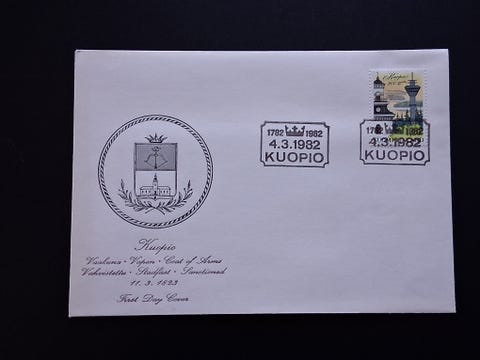 Kuopio
1782 1982
4.3.1982
KUOPIO
1782 1982
4.3.1982
KUOPIO
Kuopio
Vaakuna · Vapen · Coat of Arms
Vahvistettu · Stadfäst · Sanctioned
11. 3. 1823
First Day Cover